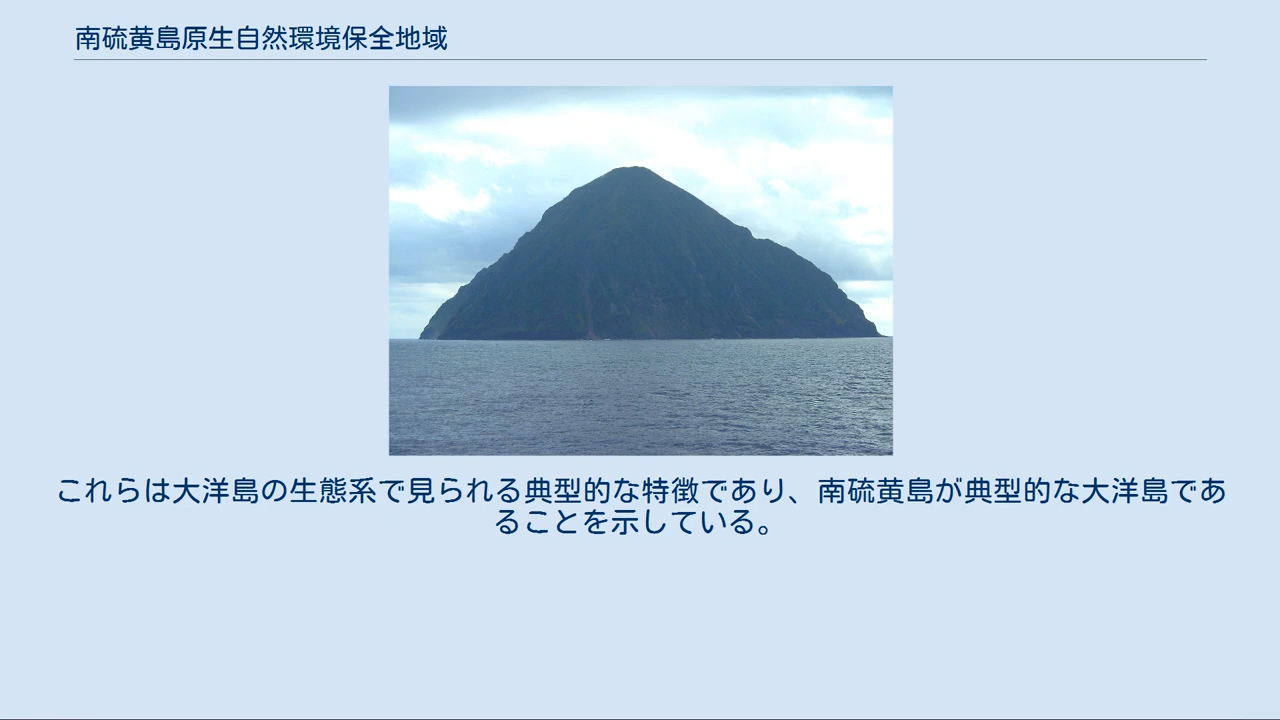 南硫黄島原生自然環境保全地域
これらは大洋島の生態系で見られる典型的な特徴であり、南硫黄島が典型的な大洋島であ
ることを示している。